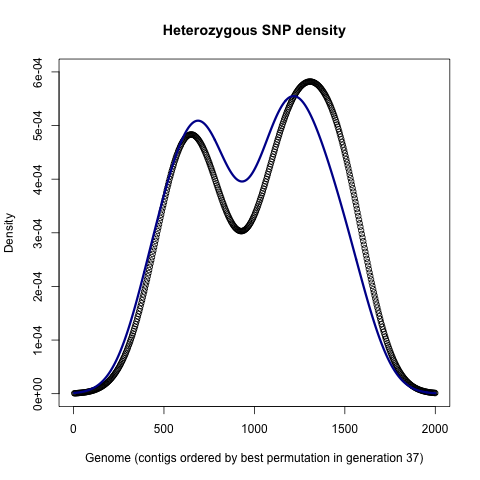 Heterozygous SNP density
Density
6e-04
5e-04
4e-04
3e-04
2e-04
1e-04
0e+00
0 500 1000 1500 2000
Genome (contigs ordered by best permutation in generation 37)